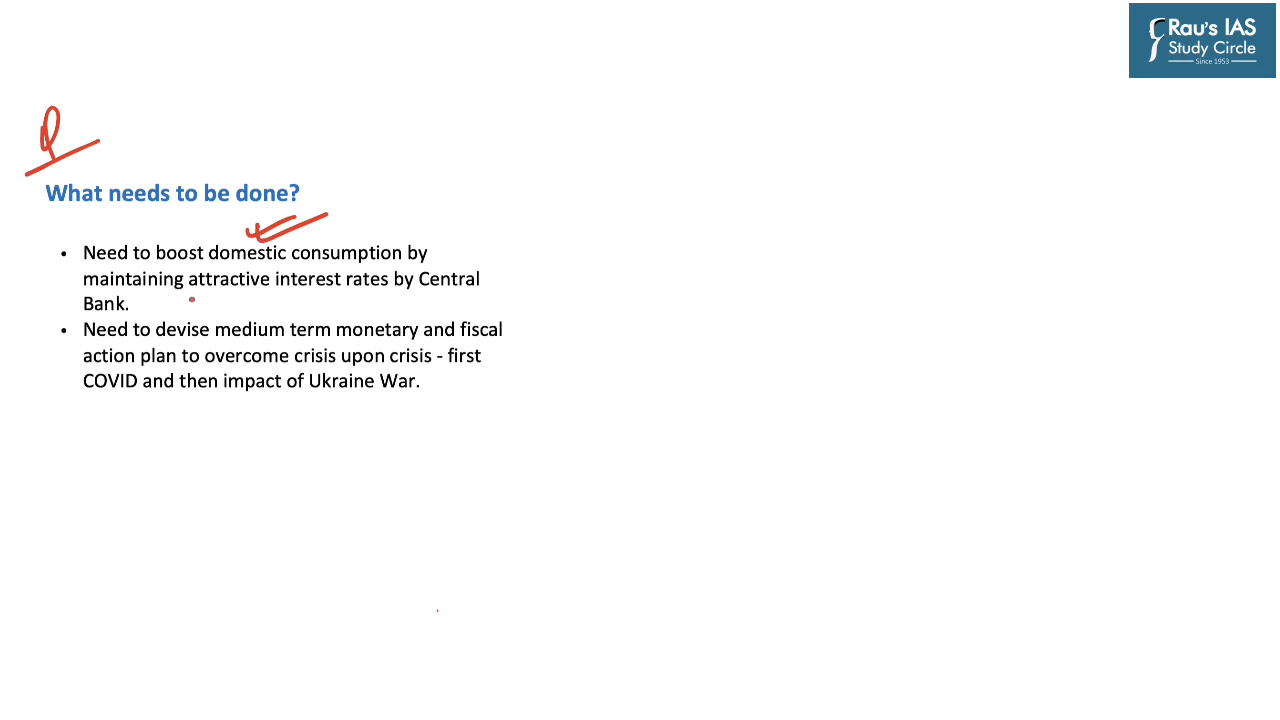 Rau's IAS
Study Circle
Since 1953
What needs to be done?
• Need to boost domestic consumption by
maintaining attractive interest rates by Central
Bank.
• Need to devise medium term monetary and fiscal
action plan to overcome crisis upon crisis - first
COVID and then impact of Ukraine War.